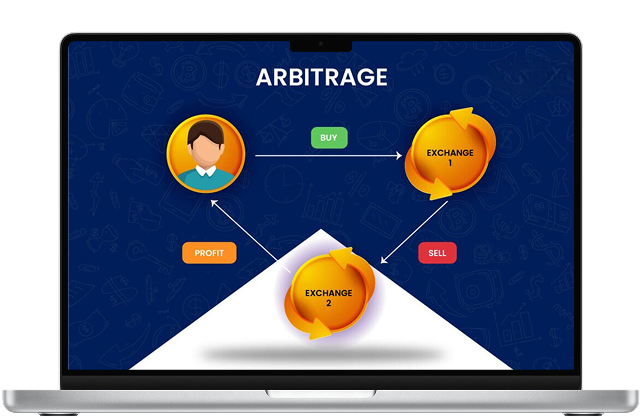 ARBITRAGE
BUY
EXCHANGE
1
PROFIT
SELL
EXCHANGE
2